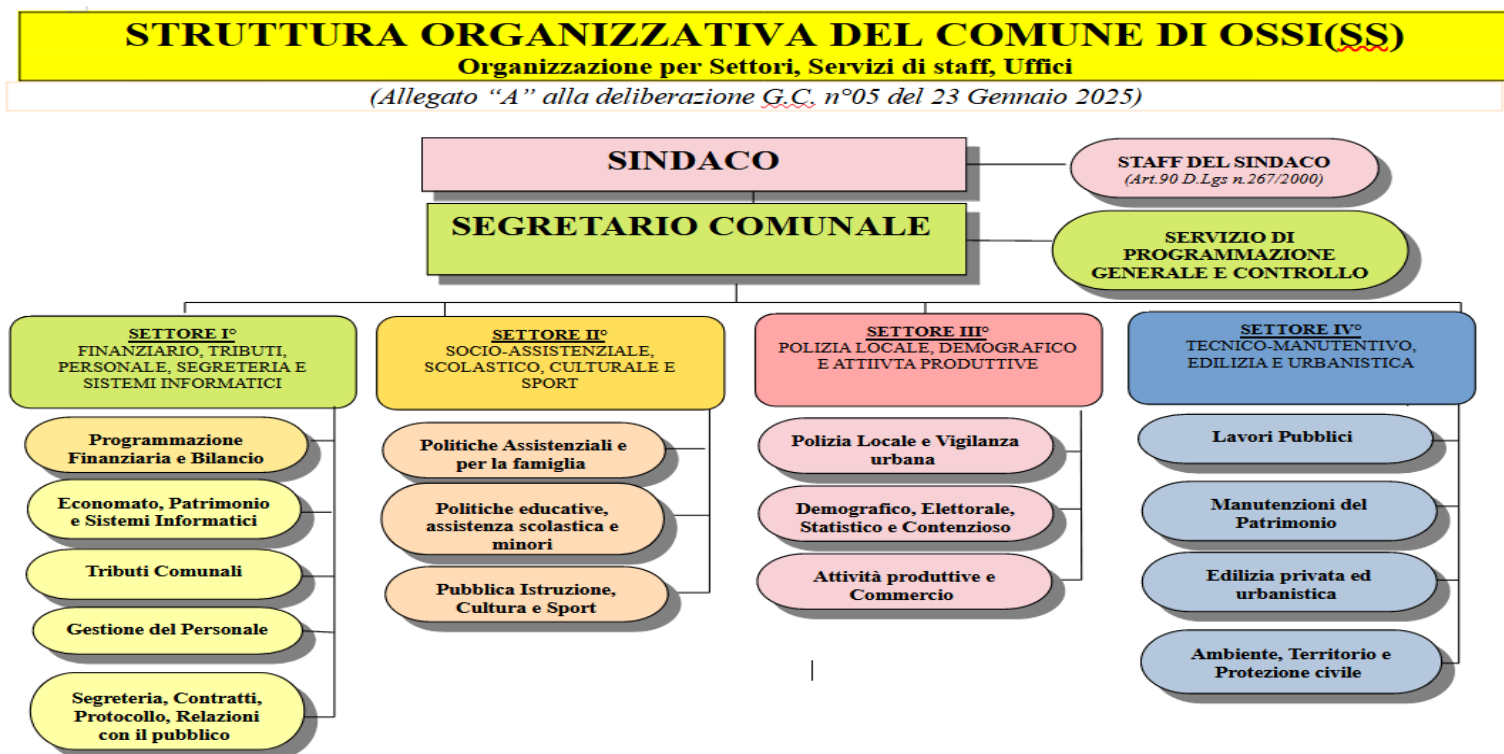 STRUTTURA ORGANIZZATIVA DEL COMUNE DI OSSI(SS)
Organizzazione per Settori, Servizi di staff, Uffici
(Allegato “A” alla deliberazione G.C. n°05 del 23 Gennaio 2025)
SINDACO
STAFF DEL SINDACO
(Art.90 D.Lgs n.267/2000)
SEGRETARIO COMUNALE
SERVIZIO DI
PROGRAMMAZIONE
GENERALE E CONTROLLO
SETTORE I°
FINANZIARIO, TRIBUTI,
PERSONALE, SEGRETERIA E
SISTEMI INFORMATICI
Programmazione
Finanziaria e Bilancio
Economato, Patrimonio
e Sistemi Informatici
Tributi Comunali
Gestione del Personale
Segreteria, Contratti,
Protocollo, Relazioni
con il pubblico
SETTORE II°
SOCIO-ASSISTENZIALE,
SCOLASTICO, CULTURALE E
SPORT
Politiche Assistenziali e
per la famiglia
Politiche educative,
assistenza scolastica e
minori
Pubblica Istruzione,
Cultura e Sport
SETTORE III°
POLIZIA LOCALE, DEMOGRAFICO
E ATTIIVTA PRODUTTIVE
Polizia Locale e Vigilanza
urbana
Demografico, Elettorale,
Statistico e Contenzioso
Attività produttive e
Commercio
SETTORE IV°
TECNICO-MANUTENTIVO,
EDILIZIA E URBANISTICA
Lavori Pubblici
Manutenzioni del
Patrimonio
Edilizia privata ed
urbanistica
Ambiente, Territorio e
Protezione civile